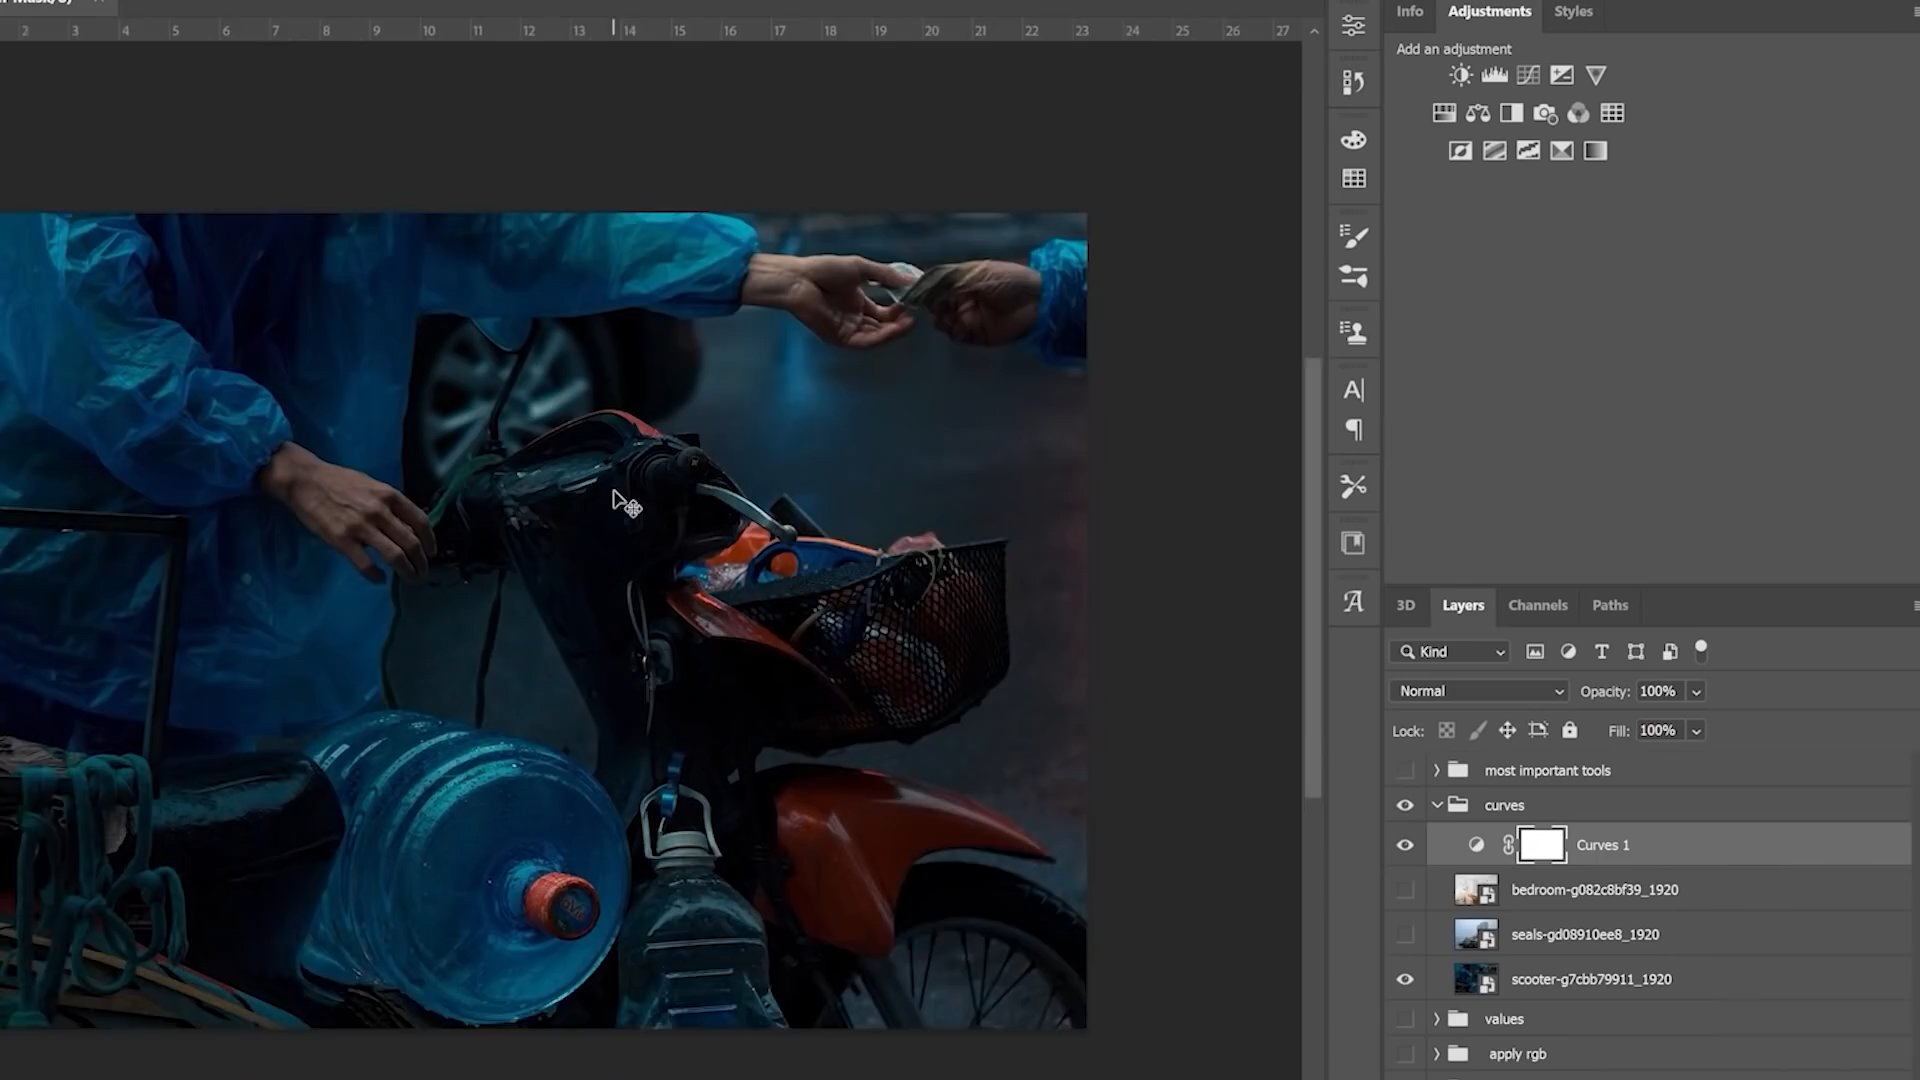 2 3 4 5 6 7 8 9 10 11 12 13 14 15 16 17 18 19 20 21 22 23 24 25 26 27
Info Adjustments Styles
Add an adjustment
3D Layers Channels Paths
Kind
Normal Opacity: 100%
Lock: Fill: 100%
most important tools
curves
Curves 1
bedroom-g082c8bf39_1920
seals-gd08910ee8_1920
scooter-g7cbb79911_1920
values
apply rgb